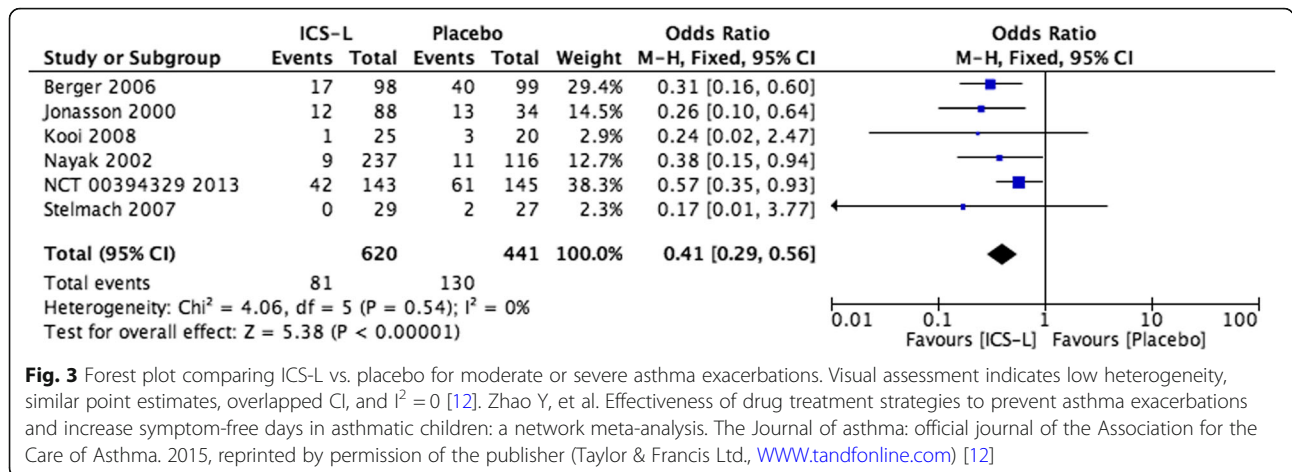 ICS-L Placebo Odds Ratio Odds Ratio
Study or Subgroup Events Total Events Total Weight M-H, Fixed, 95% CI M-H, Fixed, 95% CI
Berger 2006 17 98 40 99 29.4% 0.31 [0.16, 0.60]
Jonasson 2000 12 88 13 34 14.5% 0.26 [0.10, 0.64]
Kooi 2008 1 25 3 20 2.9% 0.24 [0.02, 2.47]
Nayak 2002 9 237 11 116 12.7% 0.38 [0.15, 0.94]
NCT 00394329 2013 42 143 61 145 38.3% 0.57 [0.35, 0.93]
Stelmach 2007 0 29 2 27 2.3% 0.17 [0.01, 3.77]
Total (95% CI) 620 441 100.0% 0.41 [0.29, 0.56]
Total events 81 130
Heterogeneity: Chi² = 4.06, df = 5 (P = 0.54); I² = 0%
Test for overall effect: Z = 5.38 (P < 0.00001)
0.01 0.1 1 10 100
Favours [ICS-L] Favours [Placebo]
Fig. 3 Forest plot comparing ICS-L vs. placebo for moderate or severe asthma exacerbations. Visual assessment indicates low heterogeneity,
similar point estimates, overlapped CI, and I² = 0 [12]. Zhao Y, et al. Effectiveness of drug treatment strategies to prevent asthma exacerbations
and increase symptom-free days in asthmatic children: a network meta-analysis. The Journal of asthma: official journal of the Association for the
Care of Asthma. 2015, reprinted by permission of the publisher (Taylor & Francis Ltd., WWW.tandfonline.com) [12]